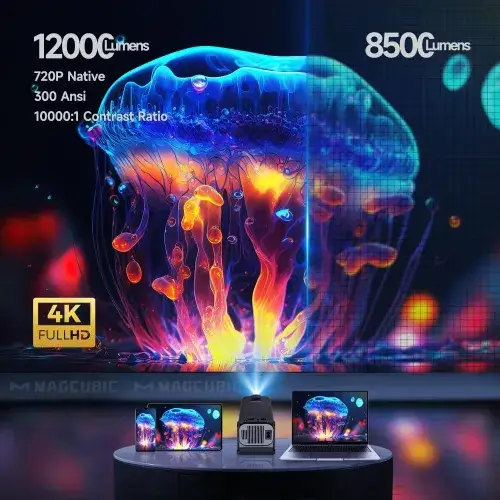 12000 Lumens
8500 Lumens
720P Native
300 Ansi
10000:1 Contrast Ratio
4K
FULL HD
MAGCUBIC MAGCUBIC